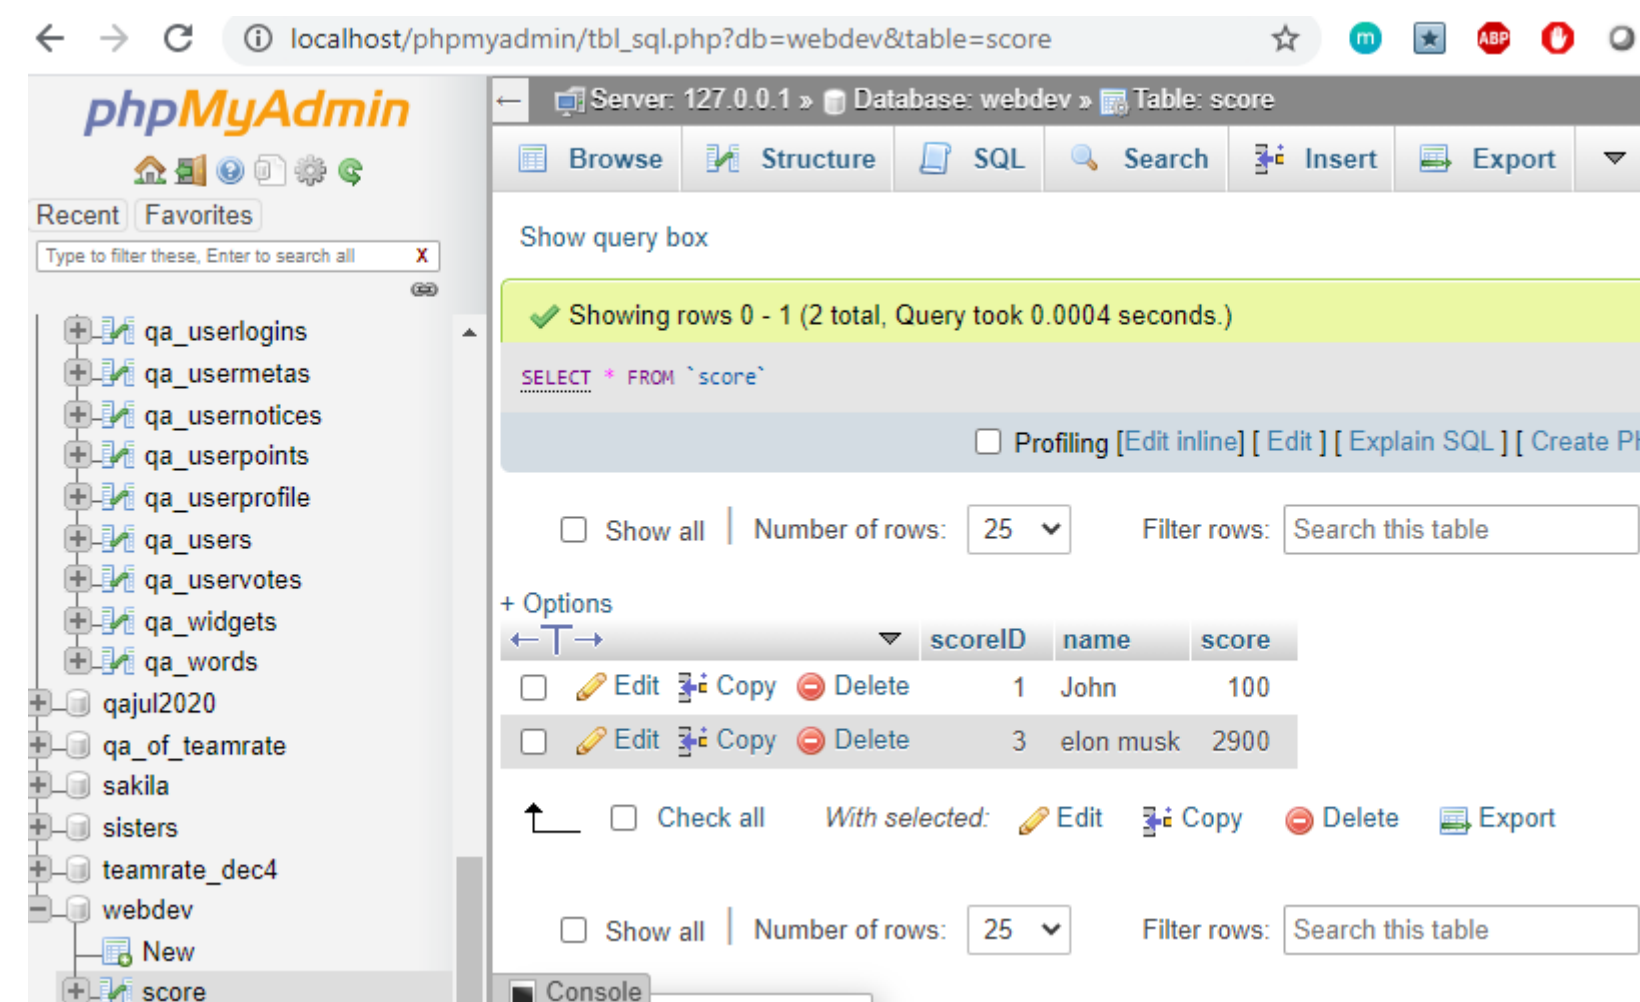 localhost/phpmyadmin/tbl_sql.php?db=webdev&table=score
m
ABP
phpMyAdmin
Recent Favorites
Type to filter these, Enter to search all X
qa_userlogins
qa_usermetas
qa_usernotices
qa_userpoints
qa_userprofile
qa_users
qa_uservotes
qa_widgets
qa_words
qajul2020
qa_of_teamrate
sakila
sisters
teamrate_dec4
webdev
New
score
Server: 127.0.0.1 » Database: webdev » Table: score
Browse Structure SQL Search Insert Export
Show query box
Showing rows 0 - 1 (2 total, Query took 0.0004 seconds.)
SELECT * FROM `score`
Profiling [Edit inline] [ Edit ] [ Explain SQL ] [ Create PH
Show all | Number of rows: 25 Filter rows: Search this table
+ Options
←T→ scoreID name score
Edit Copy Delete 1 John 100
Edit Copy Delete 3 elon musk 2900
Check all With selected: Edit Copy Delete Export
Show all | Number of rows: 25 Filter rows: Search this table
Console